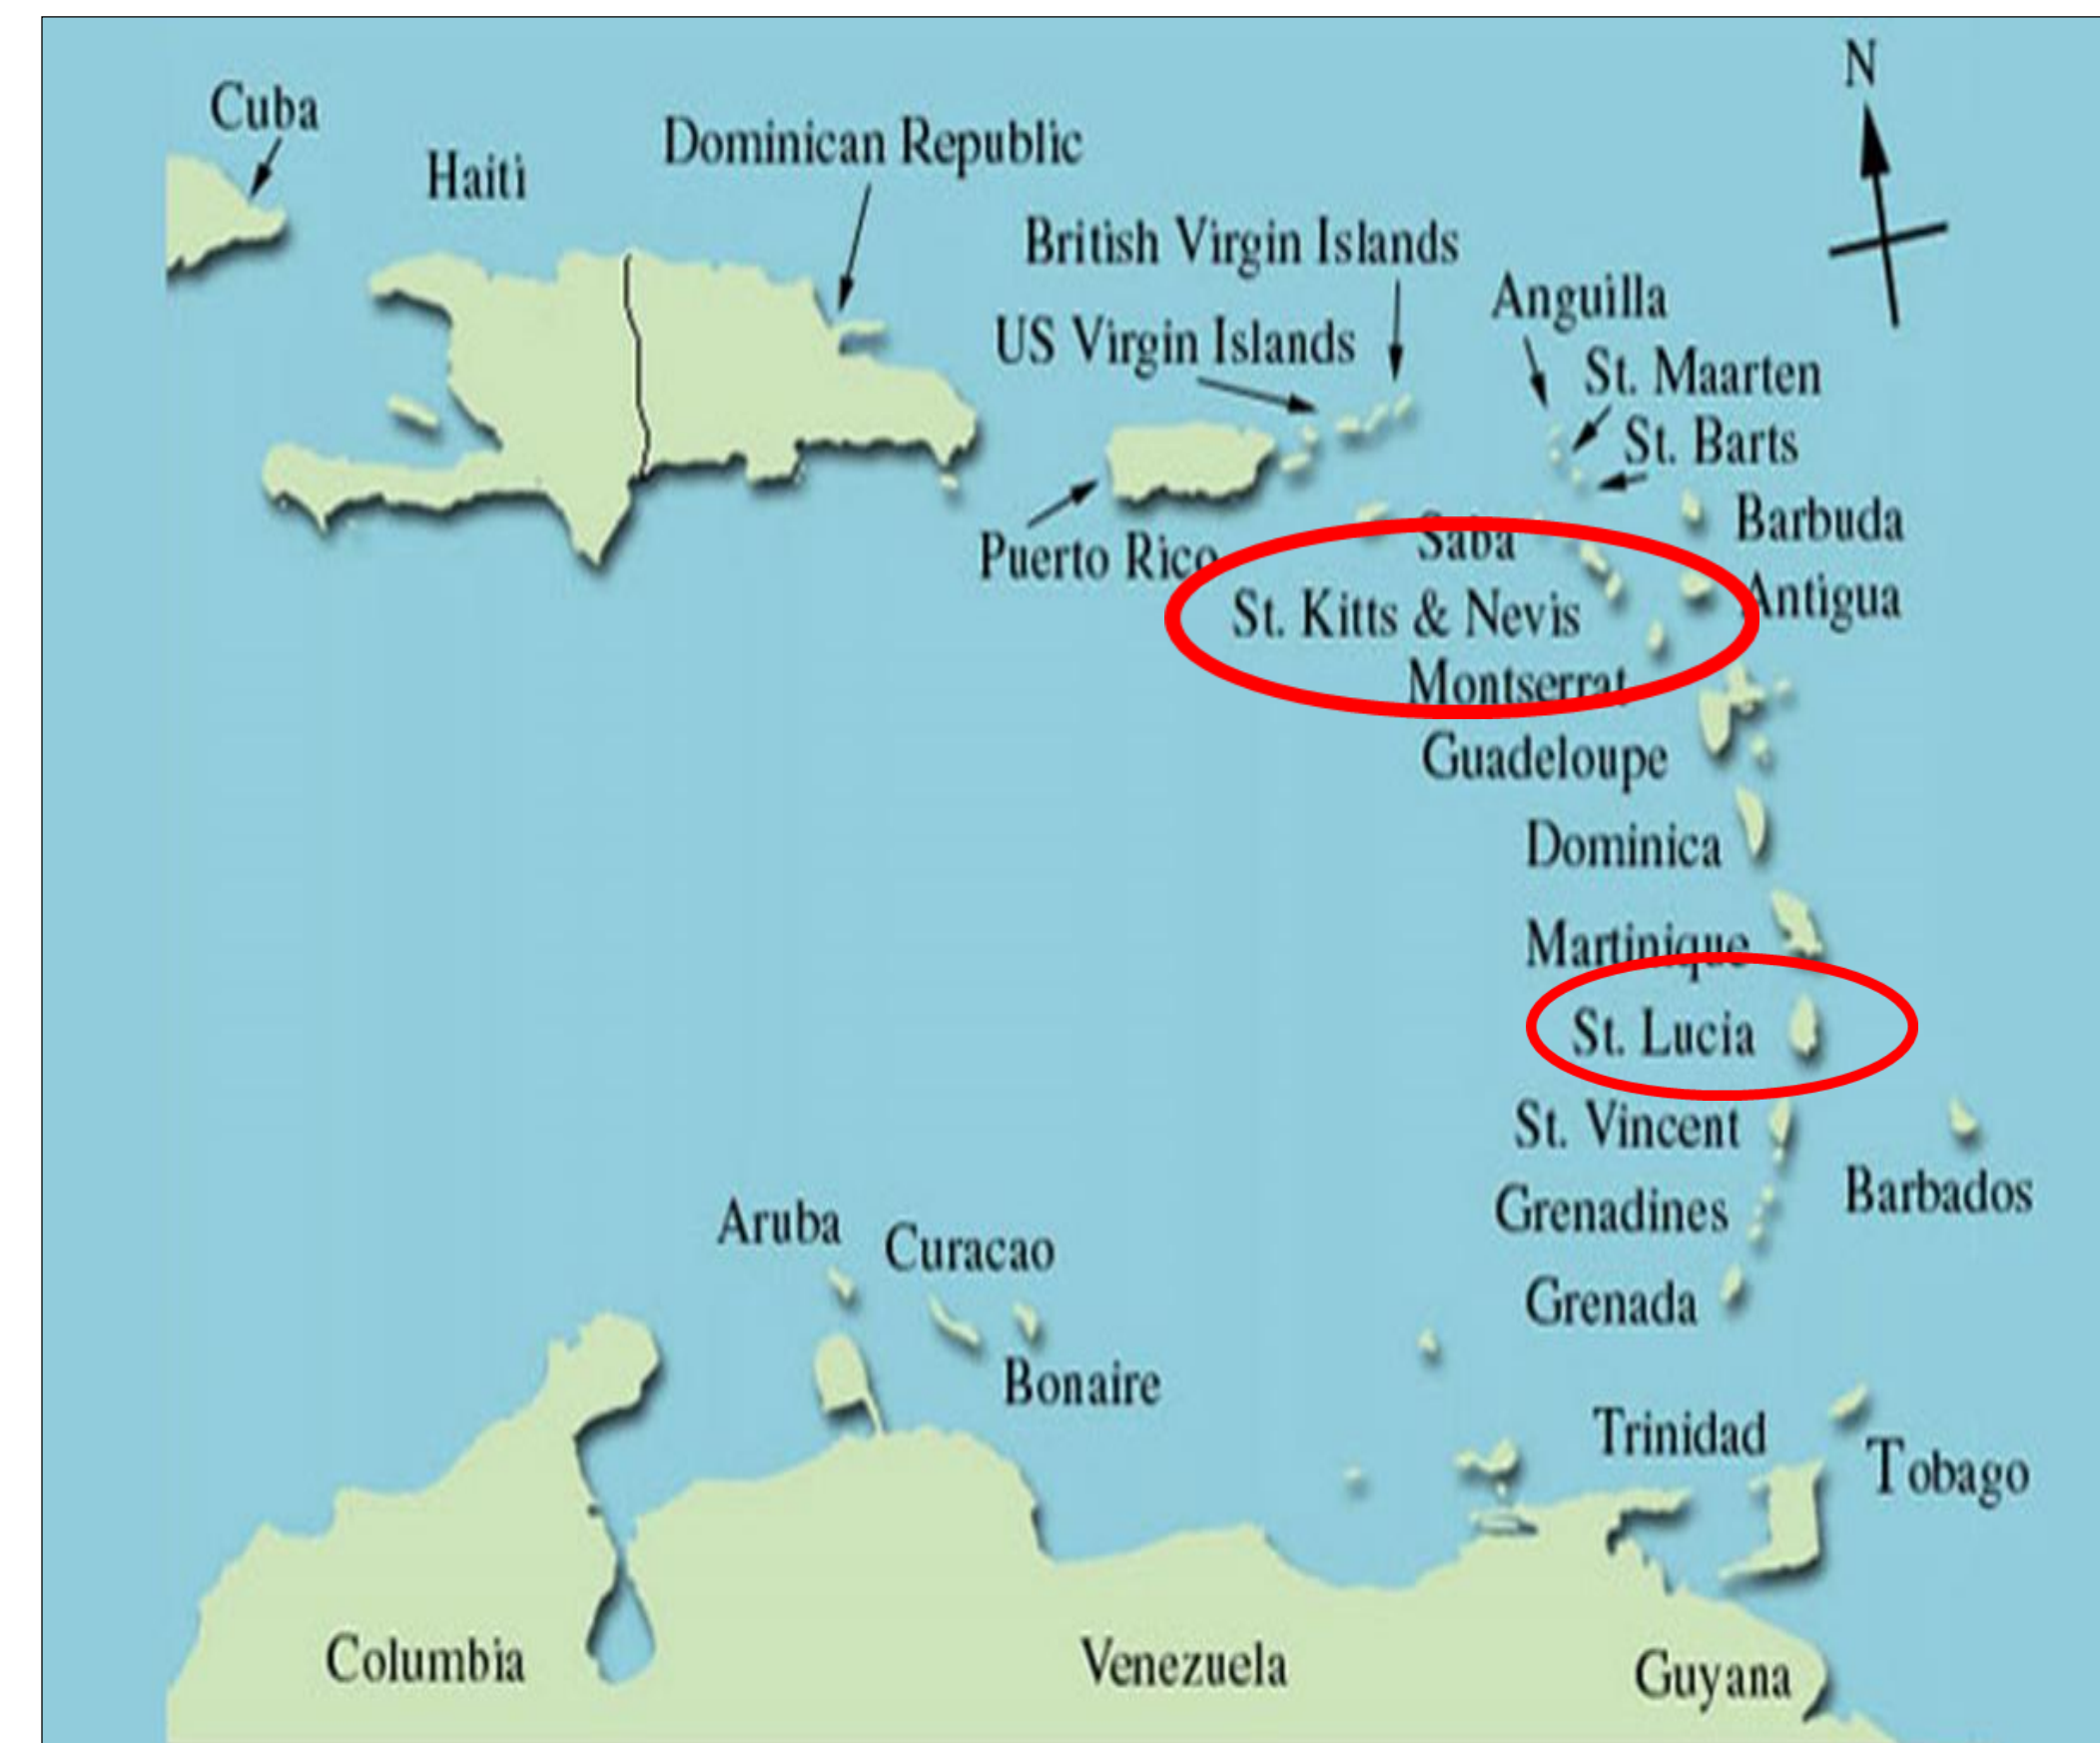 N
Cuba
Haiti
Dominican Republic
British Virgin Islands
US Virgin Islands
Anguilla
St. Maarten
St. Barts
Puerto Rico
Saba
Barbuda
St. Kitts & Nevis
Antigua
Montserrat
Guadeloupe
Dominica
Martinique
St. Lucia
St. Vincent
Barbados
Grenadines
Aruba
Curacao
Grenada
Bonaire
Trinidad
Tobago
Columbia
Venezuela
Guyana